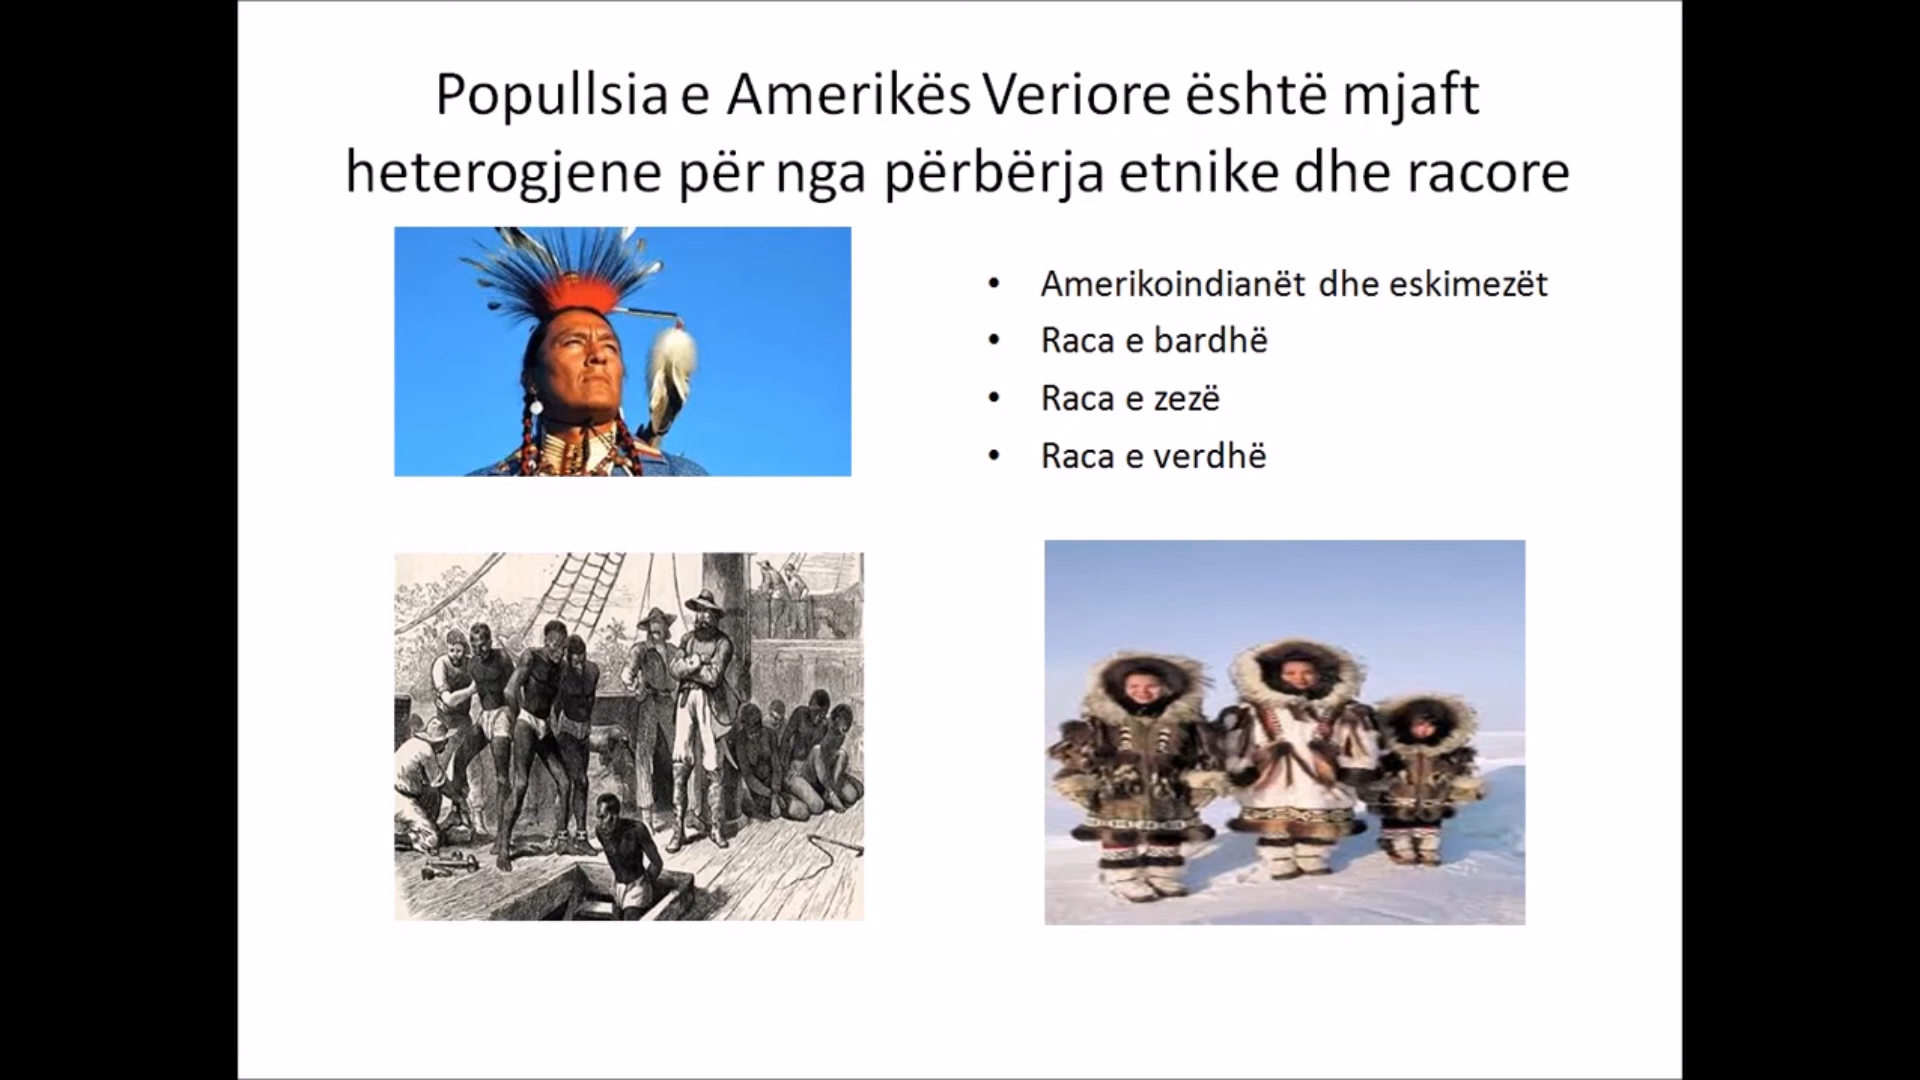 Popullsia e Amerikës Veriore është mjaft
heterogjene për nga përbërja etnike dhe racore
• Amerikoindianët dhe eskimezët
• Raca e bardhë
• Raca e zezë
• Raca e verdhë